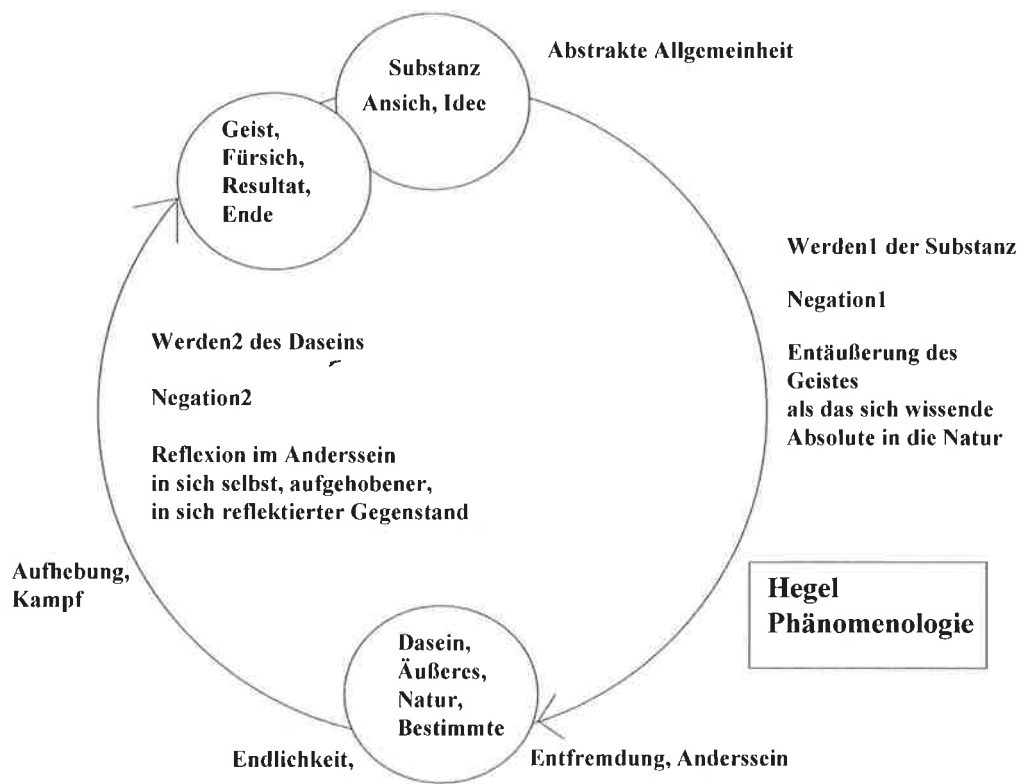 Abstrakte Allgemeinheit
Substanz
Ansich, Idee
Geist,
Fürsich,
Resultat,
Ende
Werden1 der Substanz
Negation1
Entäußerung des
Geistes
als das sich wissende
Absolute in die Natur
Werden2 des Daseins
Negation2
Reflexion im Anderssein
in sich selbst, aufgehobener,
in sich reflektierter Gegenstand
Aufhebung,
Kampf
Hegel
Phänomenologie
Dasein,
Äußeres,
Natur,
Bestimmte
Endlichkeit,
Entfremdung, Anderssein